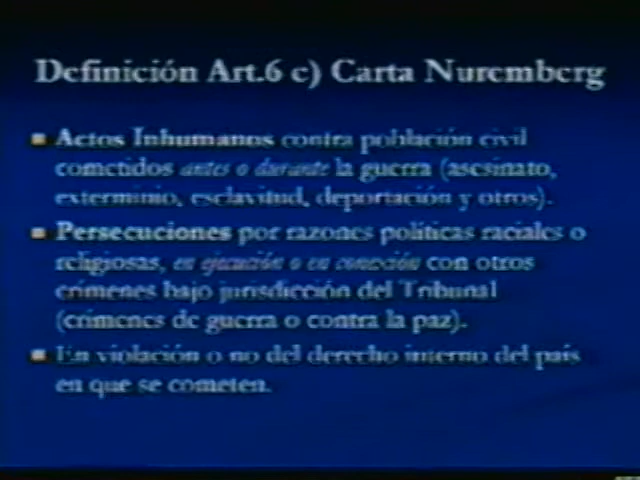 Definición Art.6 c) Carta Nuremberg
Actos Inhumanos contra población civil
cometidos antes o durante la guerra (asesinato,
exterminio, esclavitud, deportación y otros).
Persecuciones por razones políticas raciales o
religiosas, en ejecución o en conexión con otros
crímenes bajo jurisdicción del Tribunal
(crímenes de guerra o contra la paz).
En violación o no del derecho interno del país
en que se cometen.